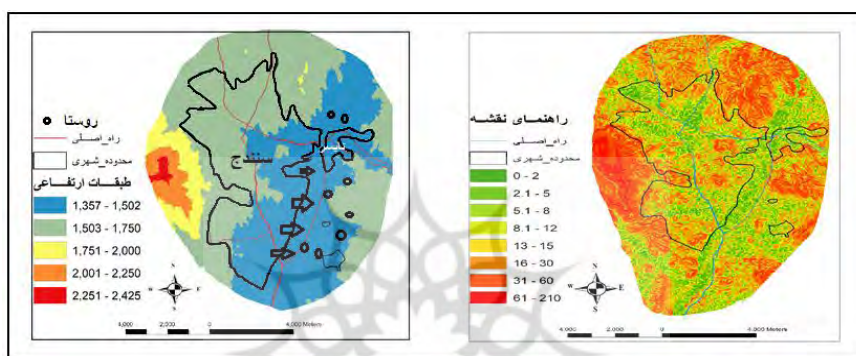 روستا
راه_اصلی
محدوده_شهری
طبقات ارتفاعی
1,357 - 1,502
1,503 - 1,750
1,751 - 2,000
2,001 - 2,250
2,251 - 2,425
سنندج
N
W
S
4,000 2,000 0 4,000 Meters
راهنمای نقشه
راه_اصلی
محدوده_شهری
0 - 2
2.1 - 5
5.1 - 8
8.1 - 12
13 - 15
16 - 30
31 - 60
61 - 210
N
W E
S
4,000 2,000 0 4,000 Meters